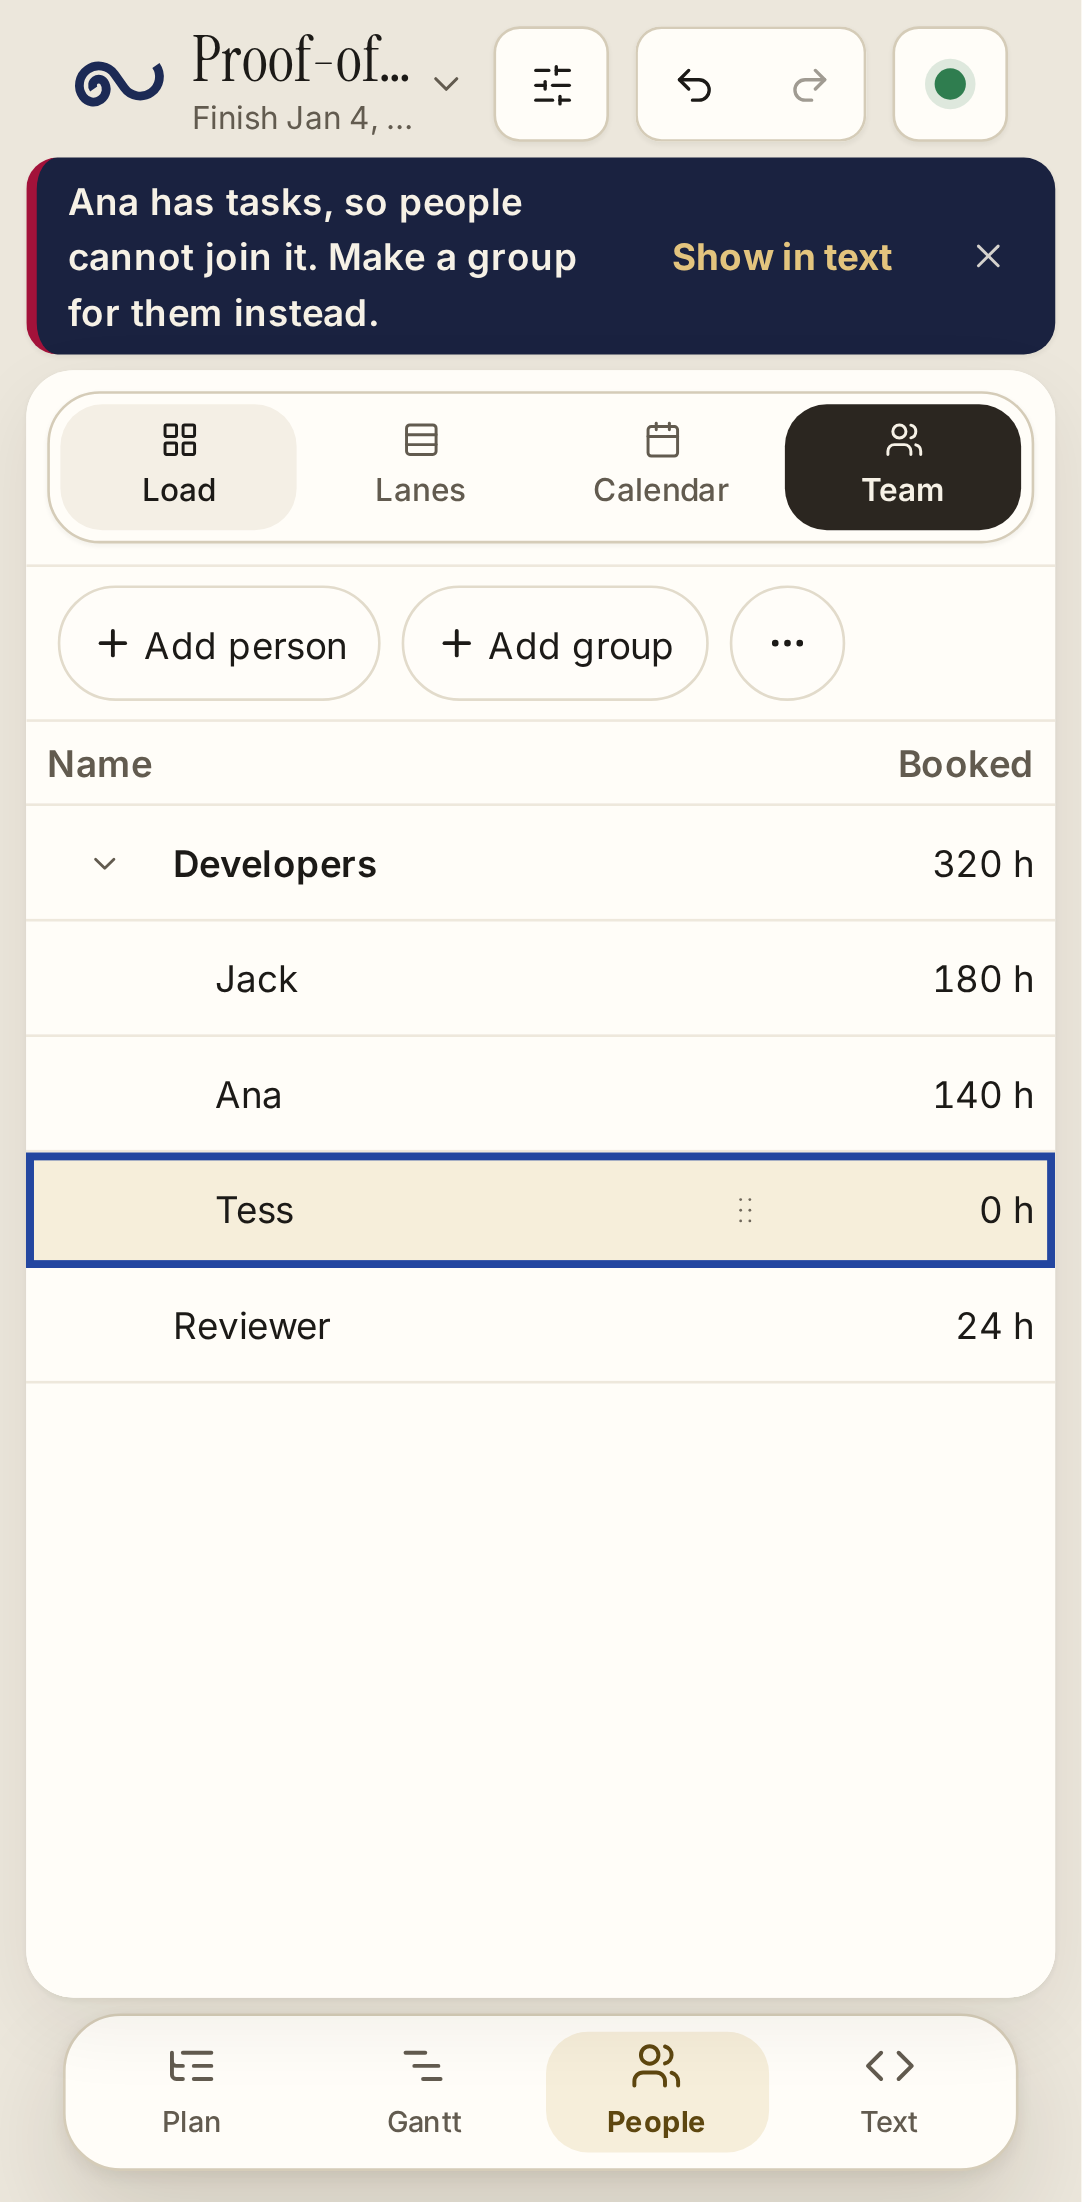 Proof-of…
Finish Jan 4, …
Ana has tasks, so people
cannot join it. Make a group
for them instead.
Show in text
Load
Lanes
Calendar
Team
Add person
Add group
Name
Booked
Developers
320 h
Jack
180 h
Ana
140 h
Tess
0 h
Reviewer
24 h
Plan
Gantt
People
Text